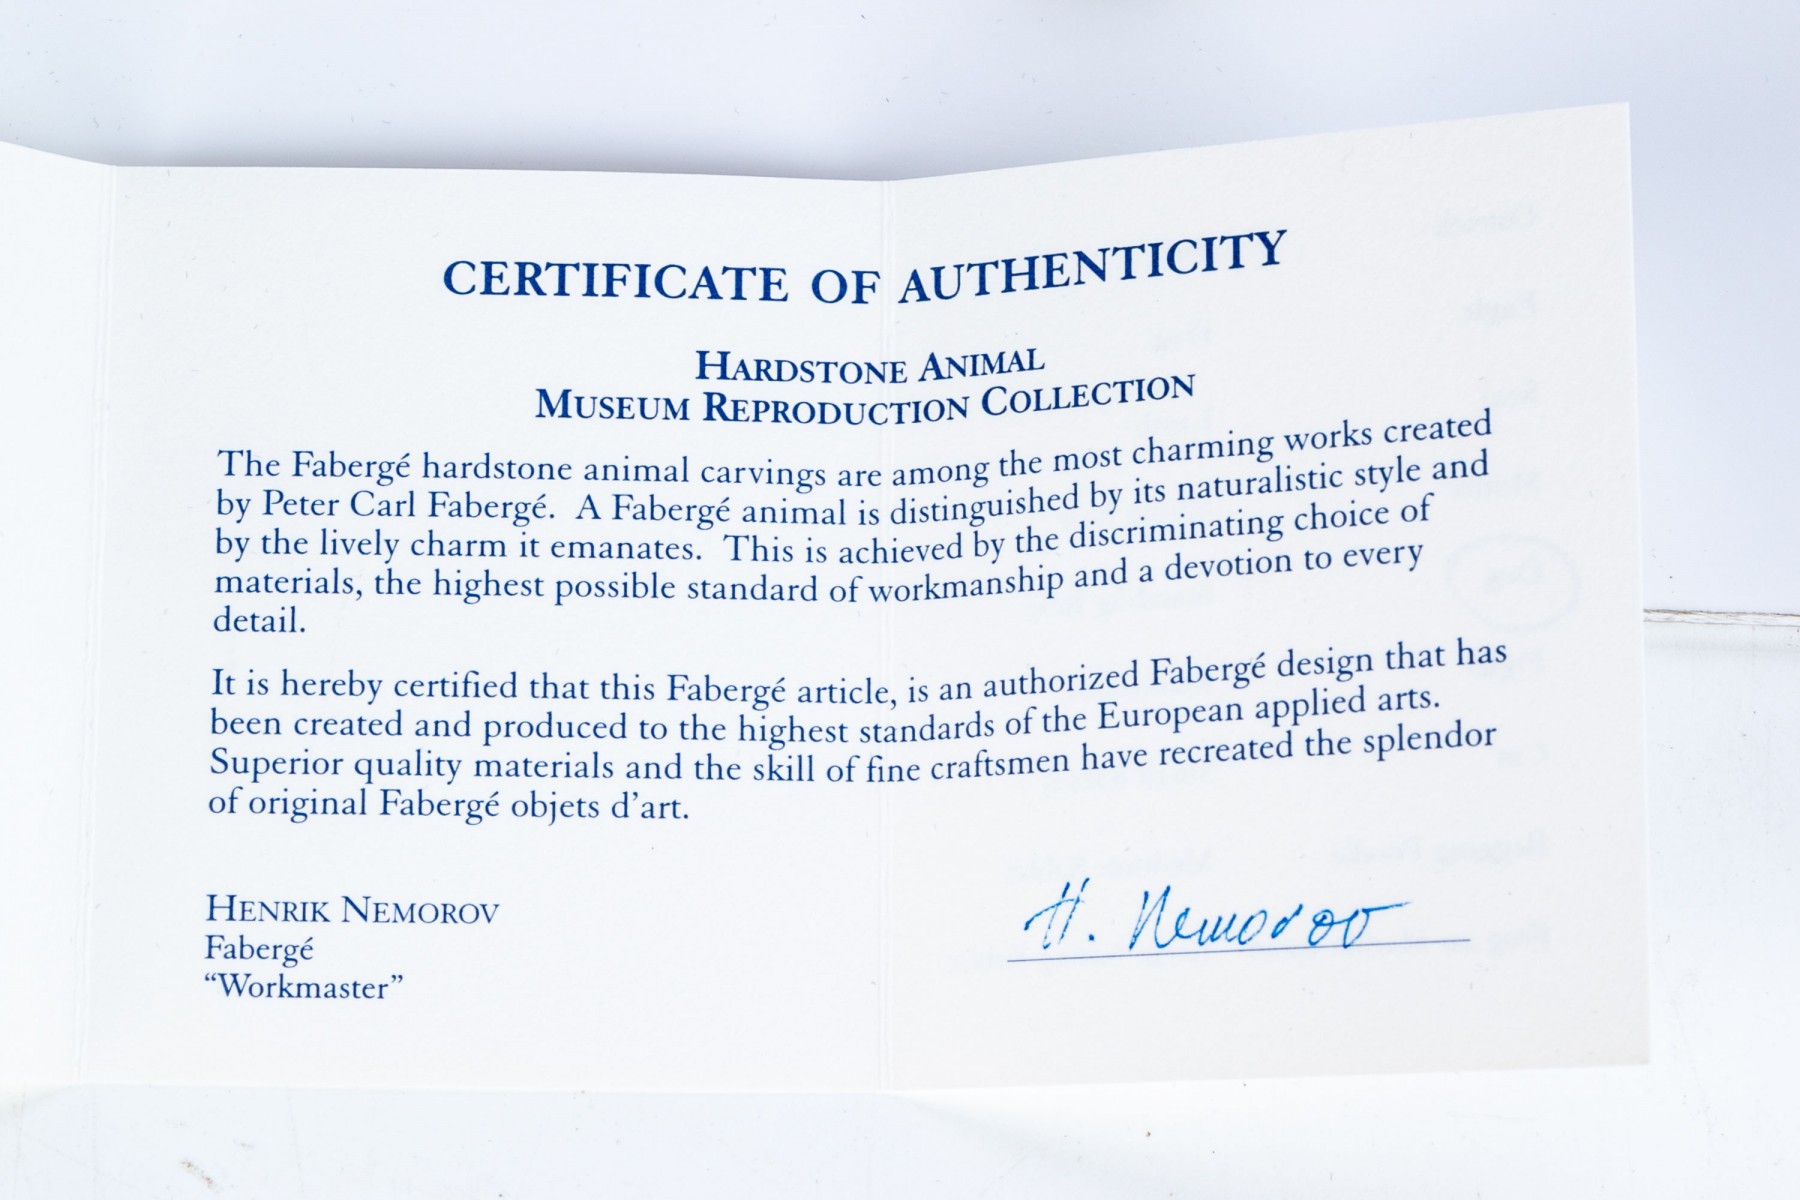 CERTIFICATE OF AUTHENTICITY
HARDSTONE ANIMAL
MUSEUM REPRODUCTION COLLECTION
The Fabergé hardstone animal carvings are among the most charming works created
by Peter Carl Fabergé. A Fabergé animal is distinguished by its naturalistic style and
by the lively charm it emanates. This is achieved by the discriminating choice of
materials, the highest possible standard of workmanship and a devotion to every
detail.
It is hereby certified that this Fabergé article, is an authorized Fabergé design that has
been created and produced to the highest standards of the European applied arts.
Superior quality materials and the skill of fine craftsmen have recreated the splendor
of original Fabergé objets d’art.
HENRIK NEMOROV
Fabergé
“Workmaster”
H. Nemorov